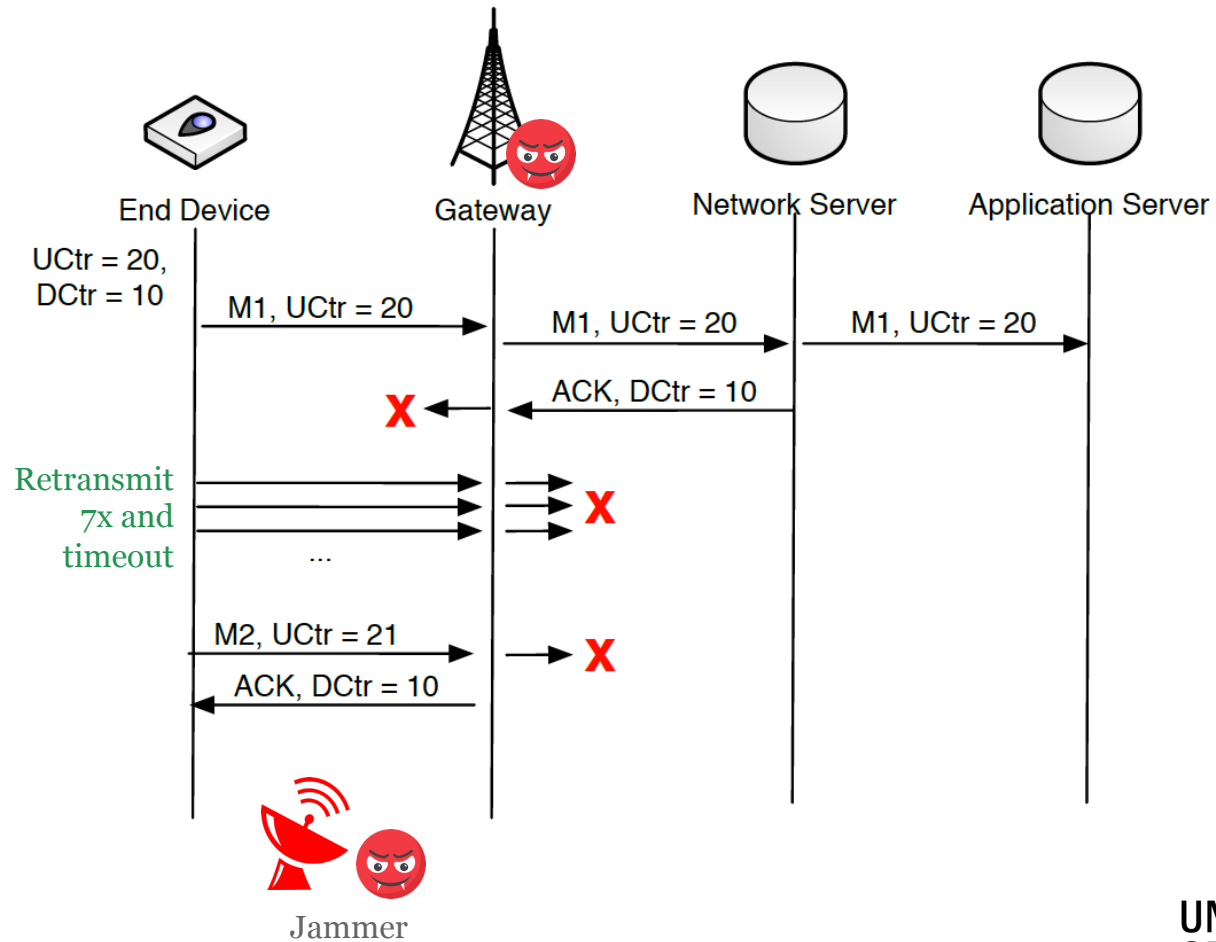 End Device
Gateway
Network Server
Application Server
UCtr = 20,
DCtr = 10
M1, UCtr = 20
M1, UCtr = 20
M1, UCtr = 20
ACK, DCtr = 10
X
Retransmit
7x and
timeout
X
...
M2, UCtr = 21
X
ACK, DCtr = 10
Jammer
UN